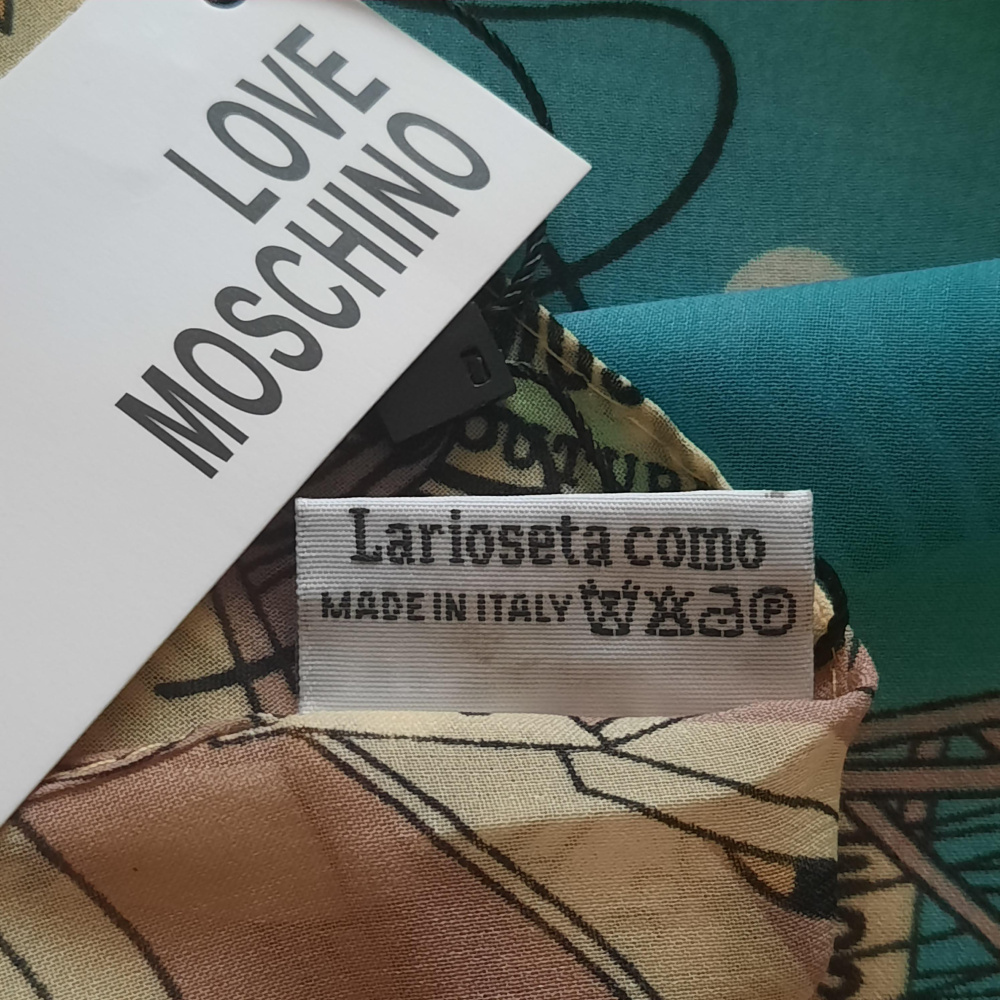 LOVE
MOSCHINO
Larioseta como
MADE IN ITALY
P